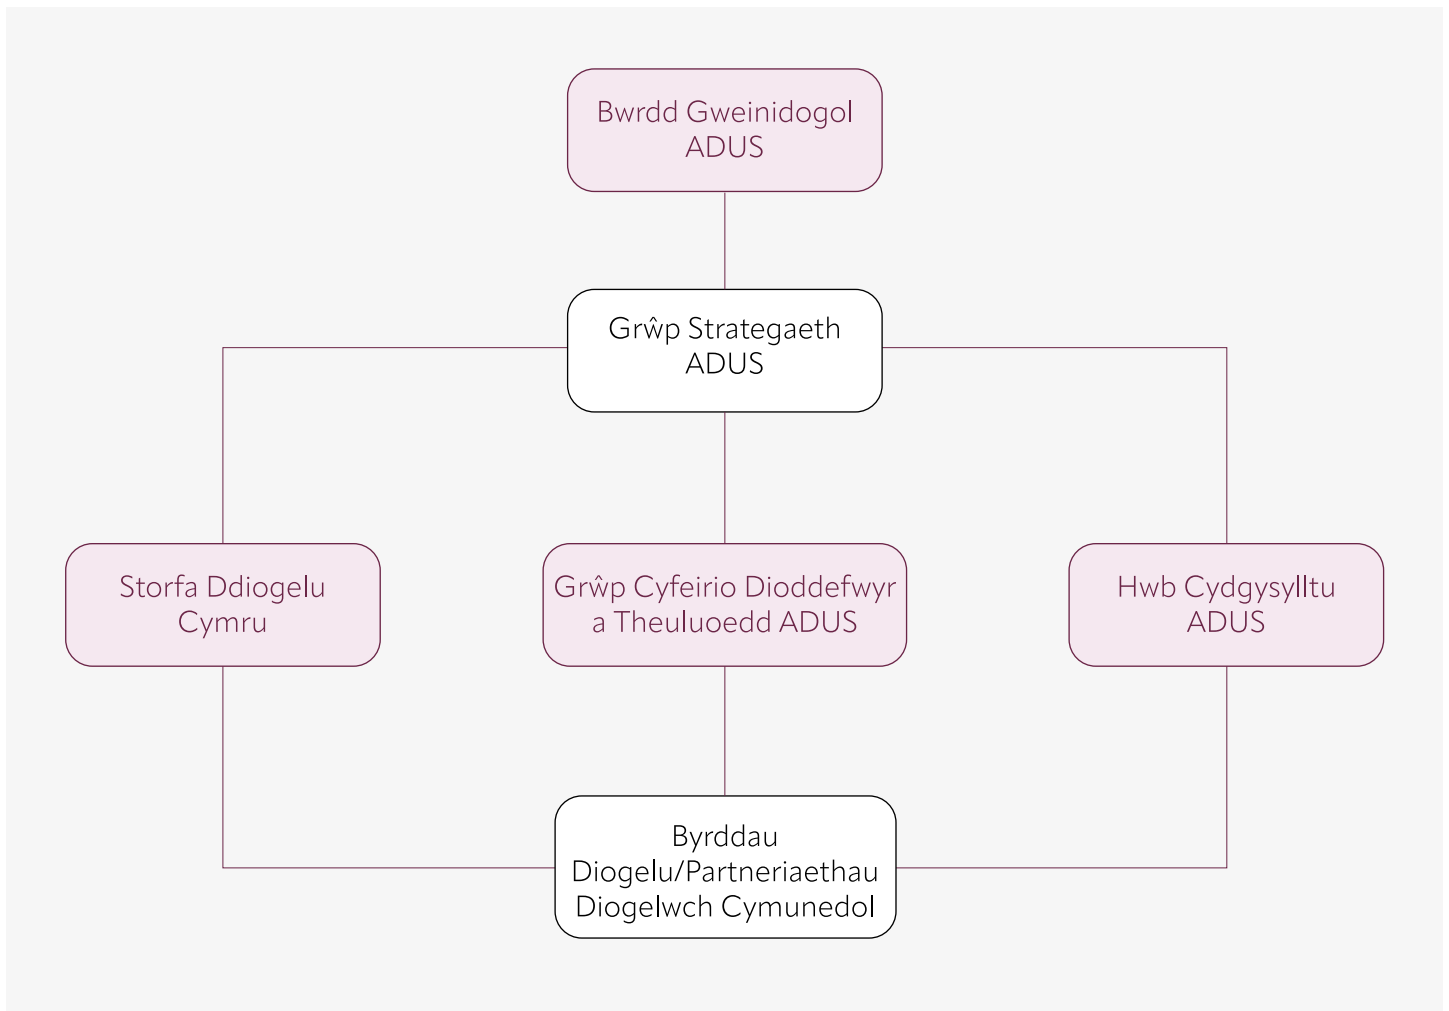 Bwrdd Gweinidogol
ADUS
Grŵp Strategaeth
ADUS
Storfa Ddiogelu
Cymru
Grŵp Cyfeirio Dioddefwyr
a Theuluoedd ADUS
Hwb Cydgysylltu
ADUS
Byrddau
Diogelu/Partneriaethau
Diogelwch Cymunedol